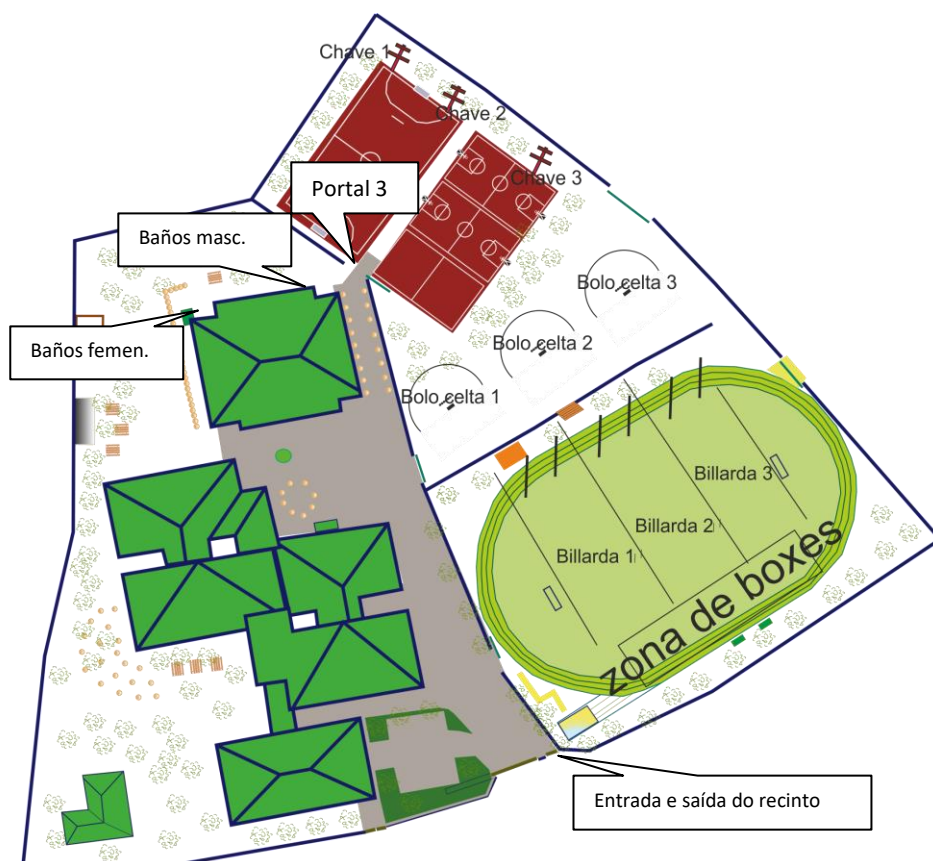 Chave 1
Chave 2
Chave 3
Portal 3
Baños masc.
Baños femen.
Bolo celta 3
Bolo celta 2
Bolo celta 1
Billarda 3
Billarda 2
Billarda 1
zona de boxes
Entrada e saída do recinto